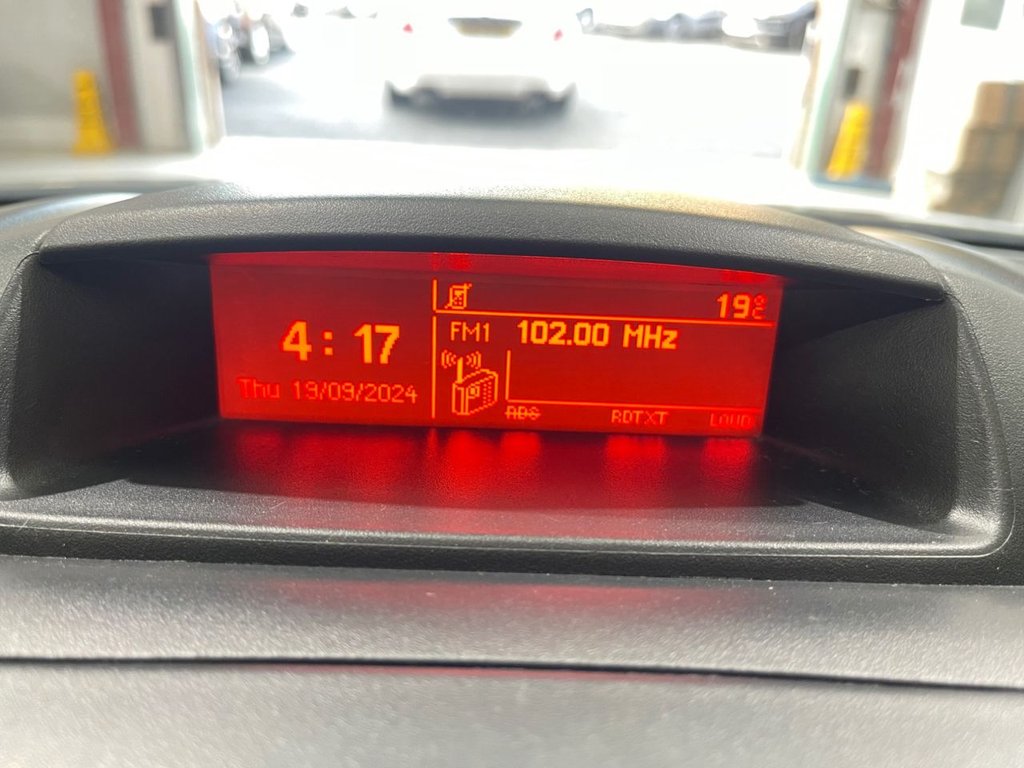 19°C
4:17
FM1 102.00 MHz
Thu 19/09/2024
RDS RDTXT LOUD